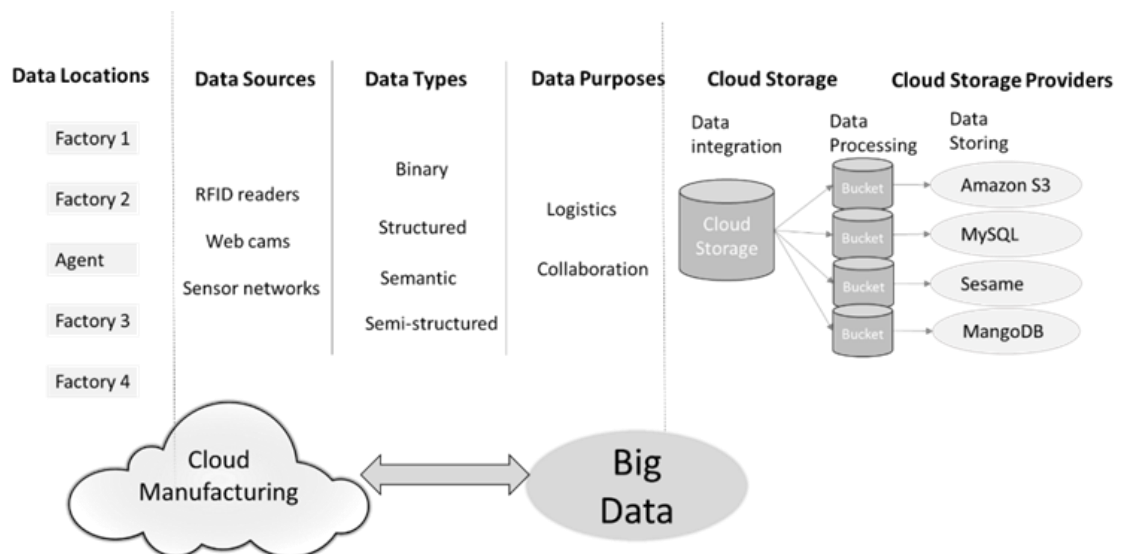 Data Locations
Factory 1
Factory 2
Agent
Factory 3
Factory 4
Data Sources
RFID readers
Web cams
Sensor networks
Data Types
Binary
Structured
Semantic
Semi-structured
Data Purposes
Logistics
Collaboration
Cloud Storage
Data
integration
Cloud
Storage
Data
Processing
Bucket
Bucket
Bucket
Bucket
Cloud Storage Providers
Data
Storing
Amazon S3
MySQL
Sesame
MangoDB
Cloud
Manufacturing
Big
Data